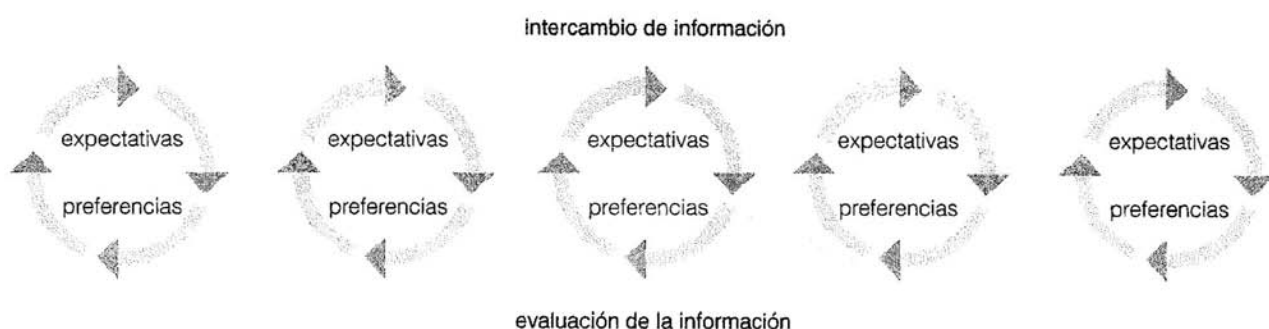 intercambio de información
expectativas expectativas expectativas expectativas expectativas
preferencias preferencias preferencias preferencias preferencias
evaluación de la información